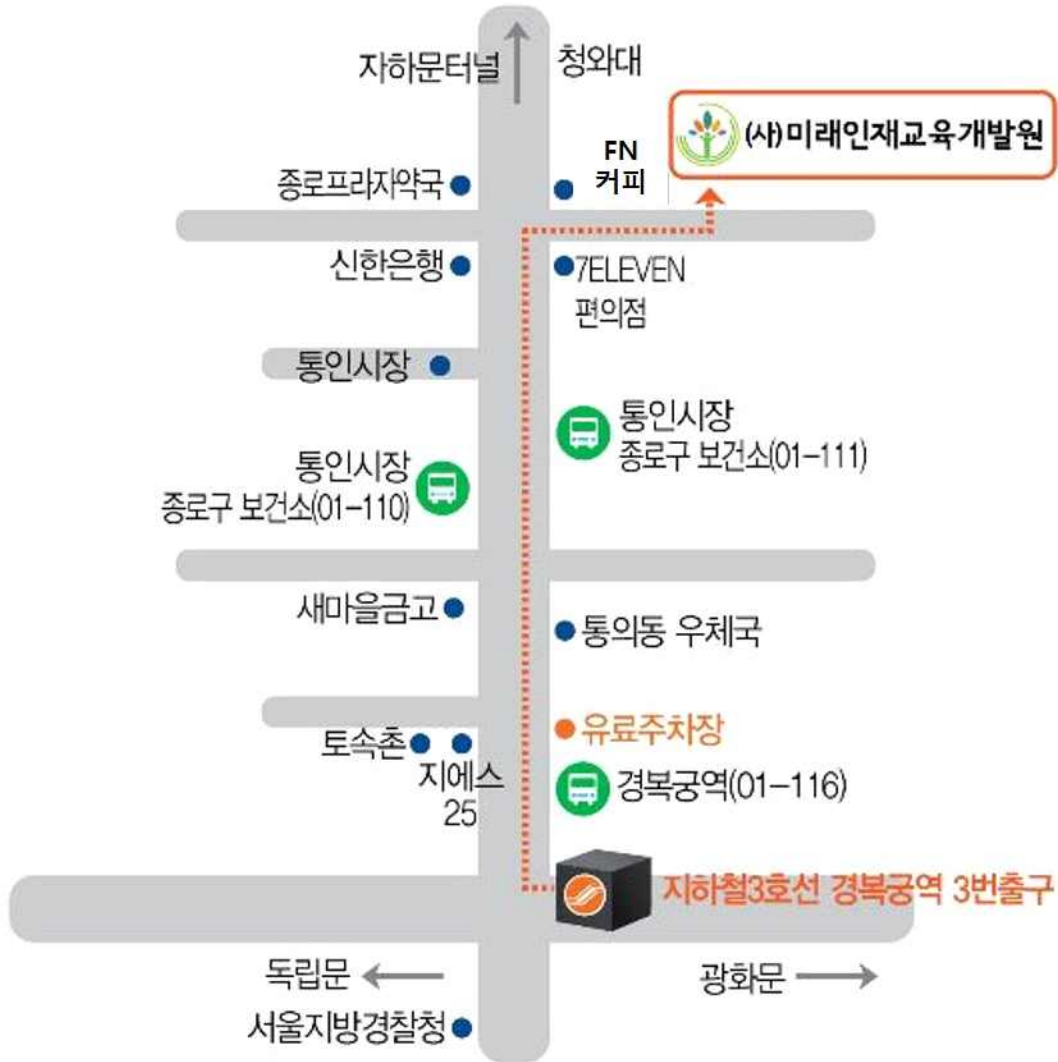 자하문터널
청와대
(사)미래인재교육개발원
FN
커피
종로프라자약국
신한은행
7ELEVEN
편의점
통인시장
통인시장
종로구 보건소(01-111)
통인시장
종로구 보건소(01-110)
새마을금고
통의동 우체국
유료주차장
토속촌
지에스
25
경복궁역(01-116)
지하철3호선 경복궁역 3번출구
독립문
광화문
서울지방경찰청